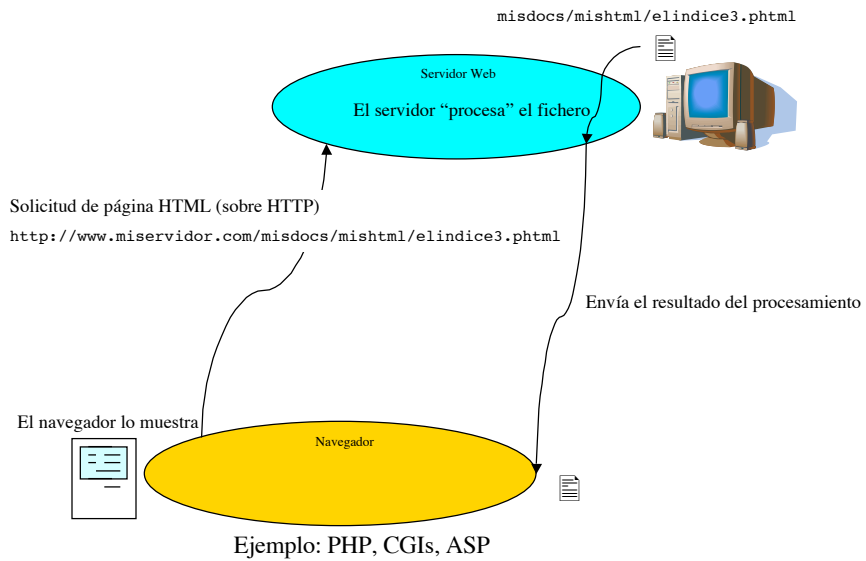 misdocs/mishtml/elindice3.phtml
Servidor Web
El servidor “procesa” el fichero
Solicitud de página HTML (sobre HTTP)
http://www.miservidor.com/misdocs/mishtml/elindice3.phtml
Envía el resultado del procesamiento
El navegador lo muestra
Navegador
Ejemplo: PHP, CGIs, ASP